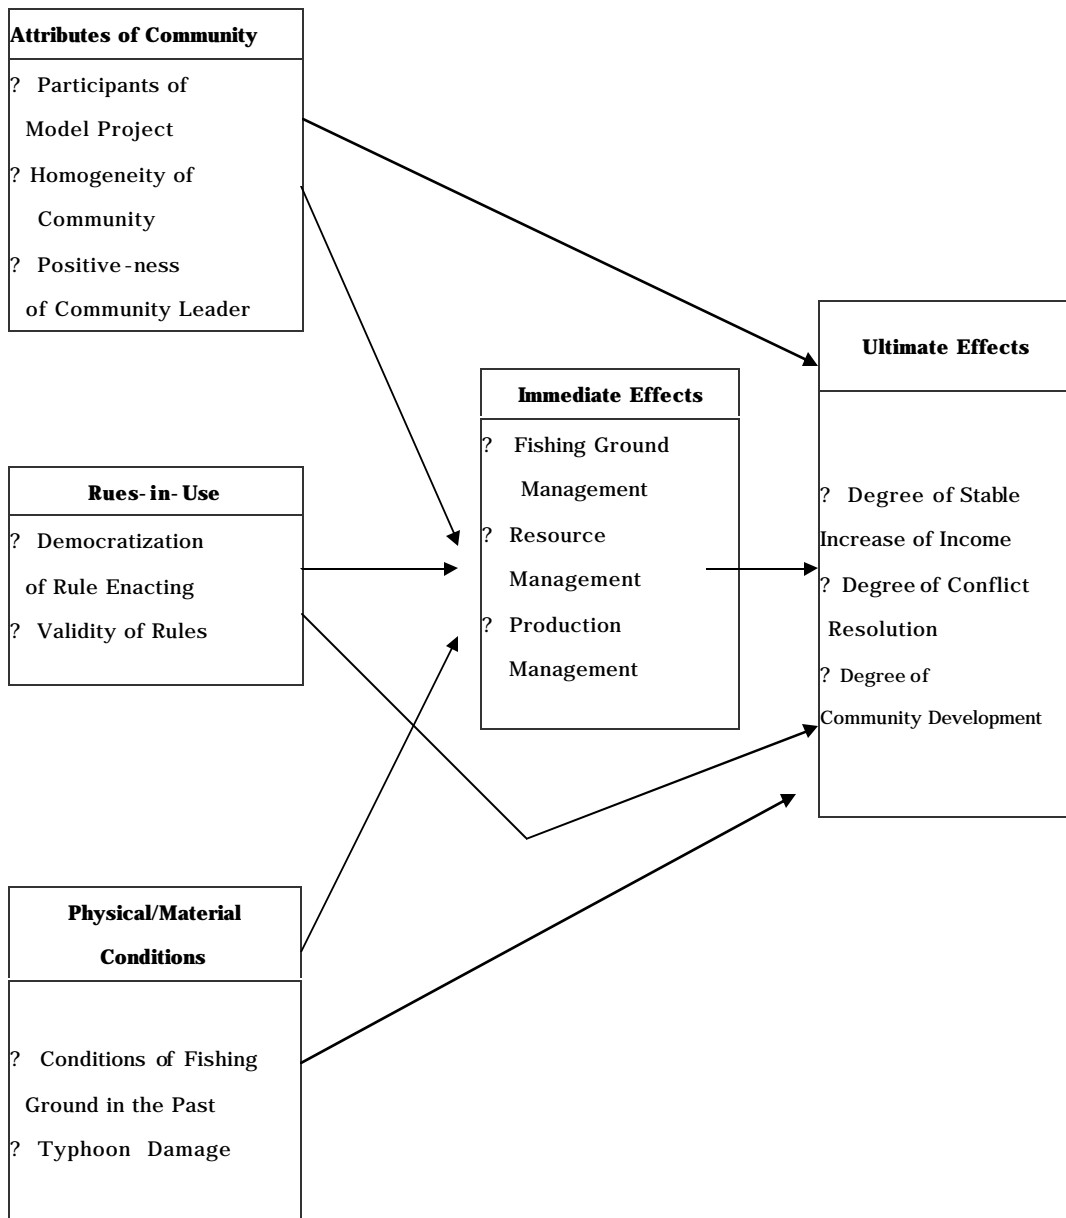 Attributes of Community
? Participants of
Model Project
? Homogeneity of
Community
? Positive-ness
of Community Leader
Rues-in-Use
? Democratization
of Rule Enacting
? Validity of Rules
Physical/Material
Conditions
? Conditions of Fishing
Ground in the Past
? Typhoon Damage
Immediate Effects
? Fishing Ground
Management
? Resource
Management
? Production
Management
Ultimate Effects
? Degree of Stable
Increase of Income
? Degree of Conflict
Resolution
? Degree of
Community Development